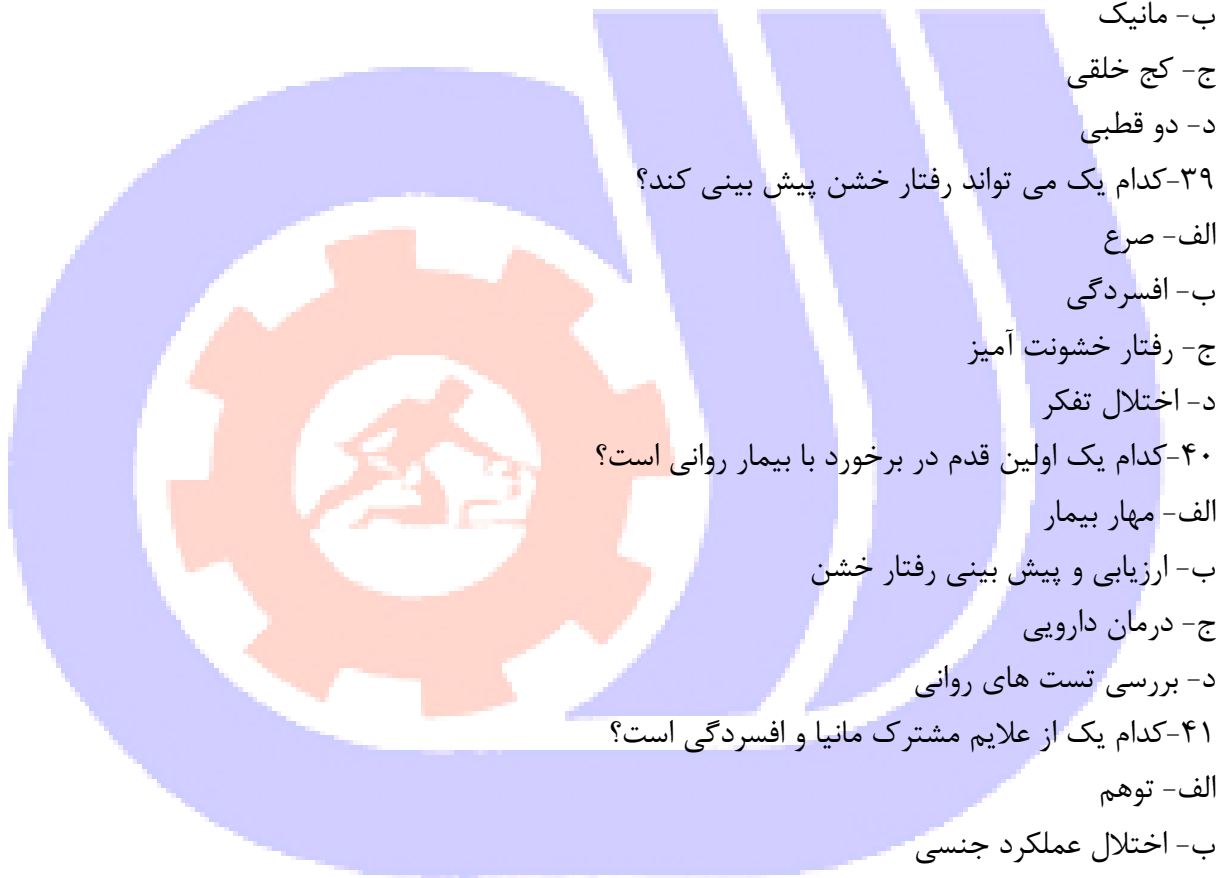 ب- مانیک
ج- کج خلقی
د- دو قطبی
۳۹-کدام یک می تواند رفتار خشن پیش بینی کند؟
الف- صرع
ب- افسردگی
ج- رفتار خشونت آمیز
د- اختلال تفکر
۴۰-کدام یک اولین قدم در برخورد با بیمار روانی است؟
الف- مهار بیمار
ب- ارزیابی و پیش بینی رفتار خشن
ج- درمان دارویی
د- بررسی تست های روانی
۴۱-کدام یک از علایم مشترک مانیا و افسردگی است؟
الف- توهم
ب- اختلال عملکرد جنسی